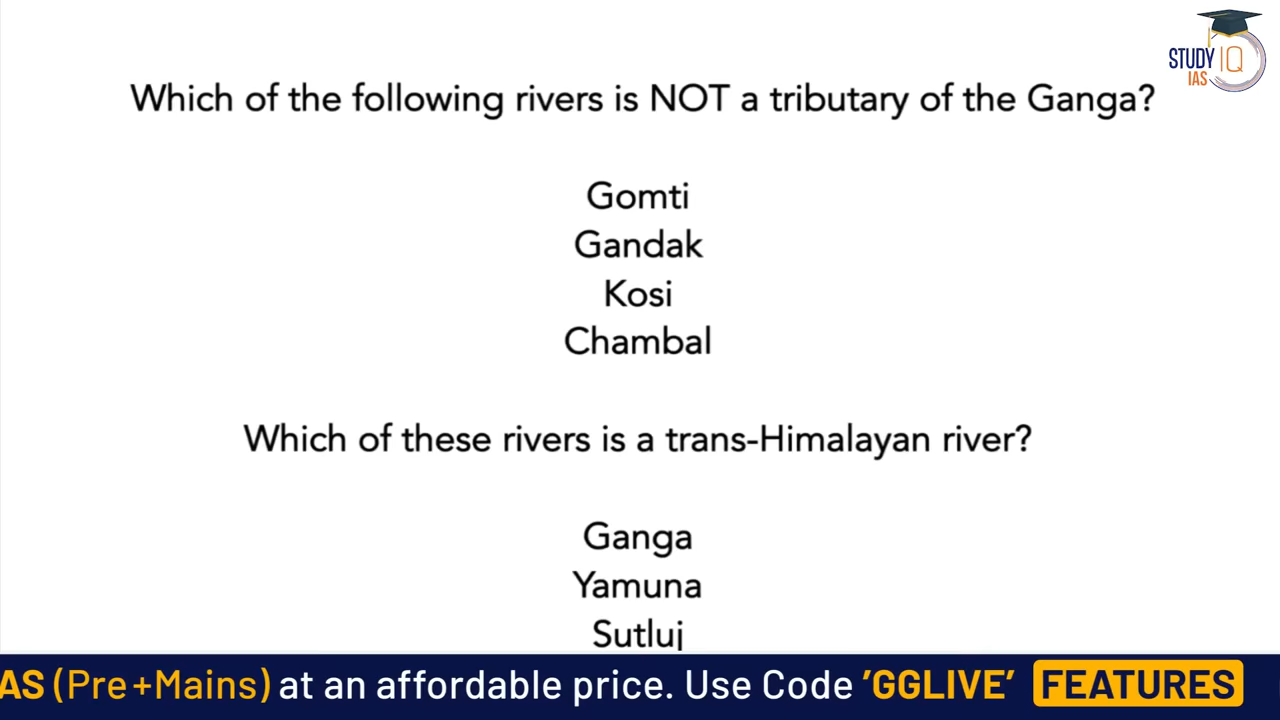 STUDY IQ
IAS
Which of the following rivers is NOT a tributary of the Ganga?
Gomti
Gandak
Kosi
Chambal
Which of these rivers is a trans-Himalayan river?
Ganga
Yamuna
Sutluj
AS (Pre+Mains) at an affordable price. Use Code 'GGLIVE' FEATURES